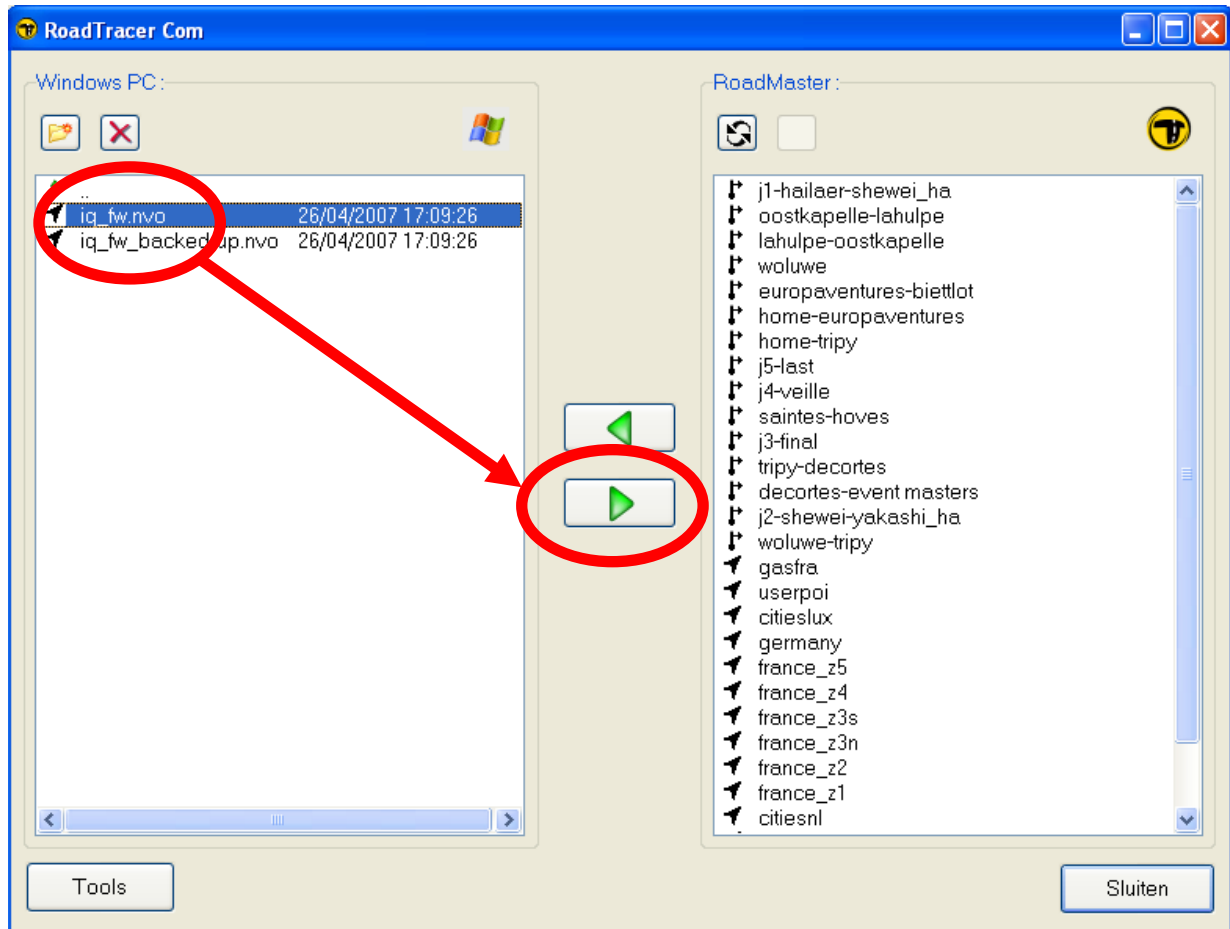 RoadTracer Com
Windows PC :
RoadMaster :
..
iq_fw.nvo 26/04/2007 17:09:26
iq_fw_backed up.nvo 26/04/2007 17:09:26
j1-hailaer-shewei_ha
oostkapelle-lahulpe
lahulpe-oostkapelle
woluwe
europaventures-biettlot
home-europaventures
home-tripy
j5-last
j4-veille
saintes-hoves
j3-final
tripy-decortes
decortes-event masters
j2-shewei-yakashi_ha
woluwe-tripy
gasfra
userpoi
citieslux
germany
france_z5
france_z4
france_z3s
france_z3n
france_z2
france_z1
citiesnl
Tools
Sluiten